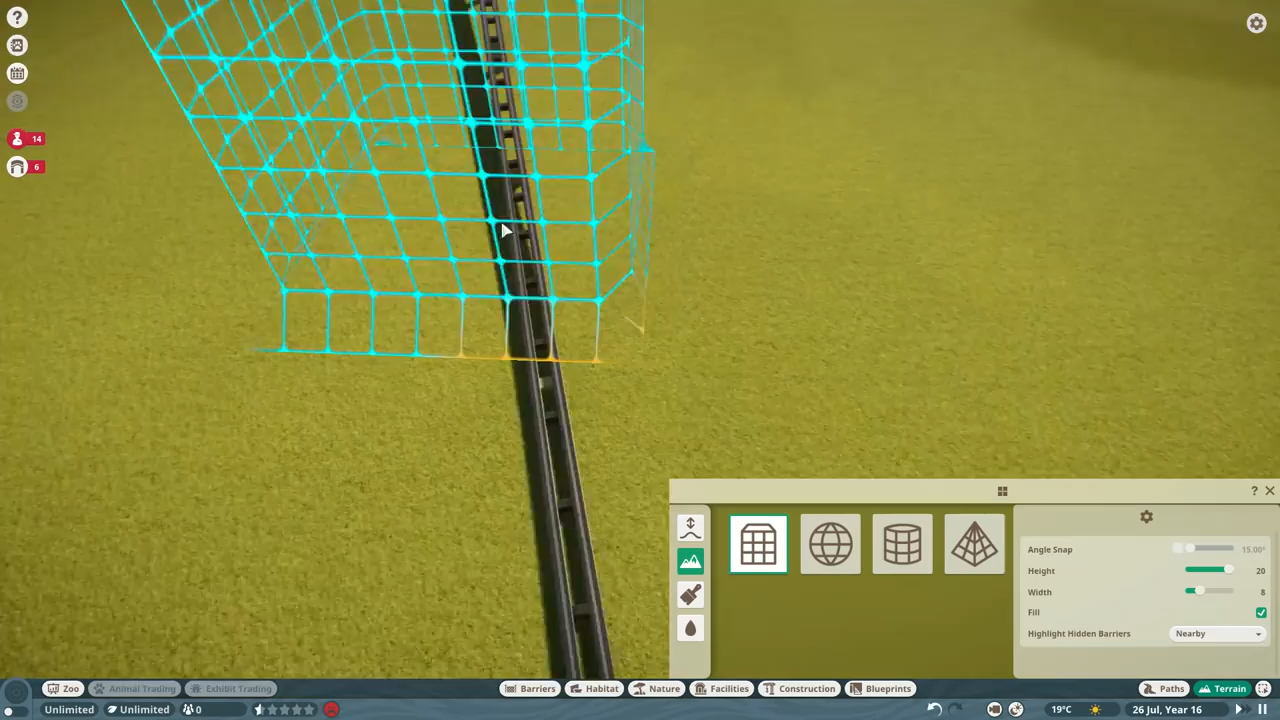 ?
14
6
?
Angle Snap 15.00°
Height 20
Width 8
Fill
Highlight Hidden Barriers Nearby
Zoo Animal Trading Exhibit Trading Barriers Habitat Nature Facilities Construction Blueprints Paths Terrain
Unlimited Unlimited 0 19°C 26 Jul, Year 16